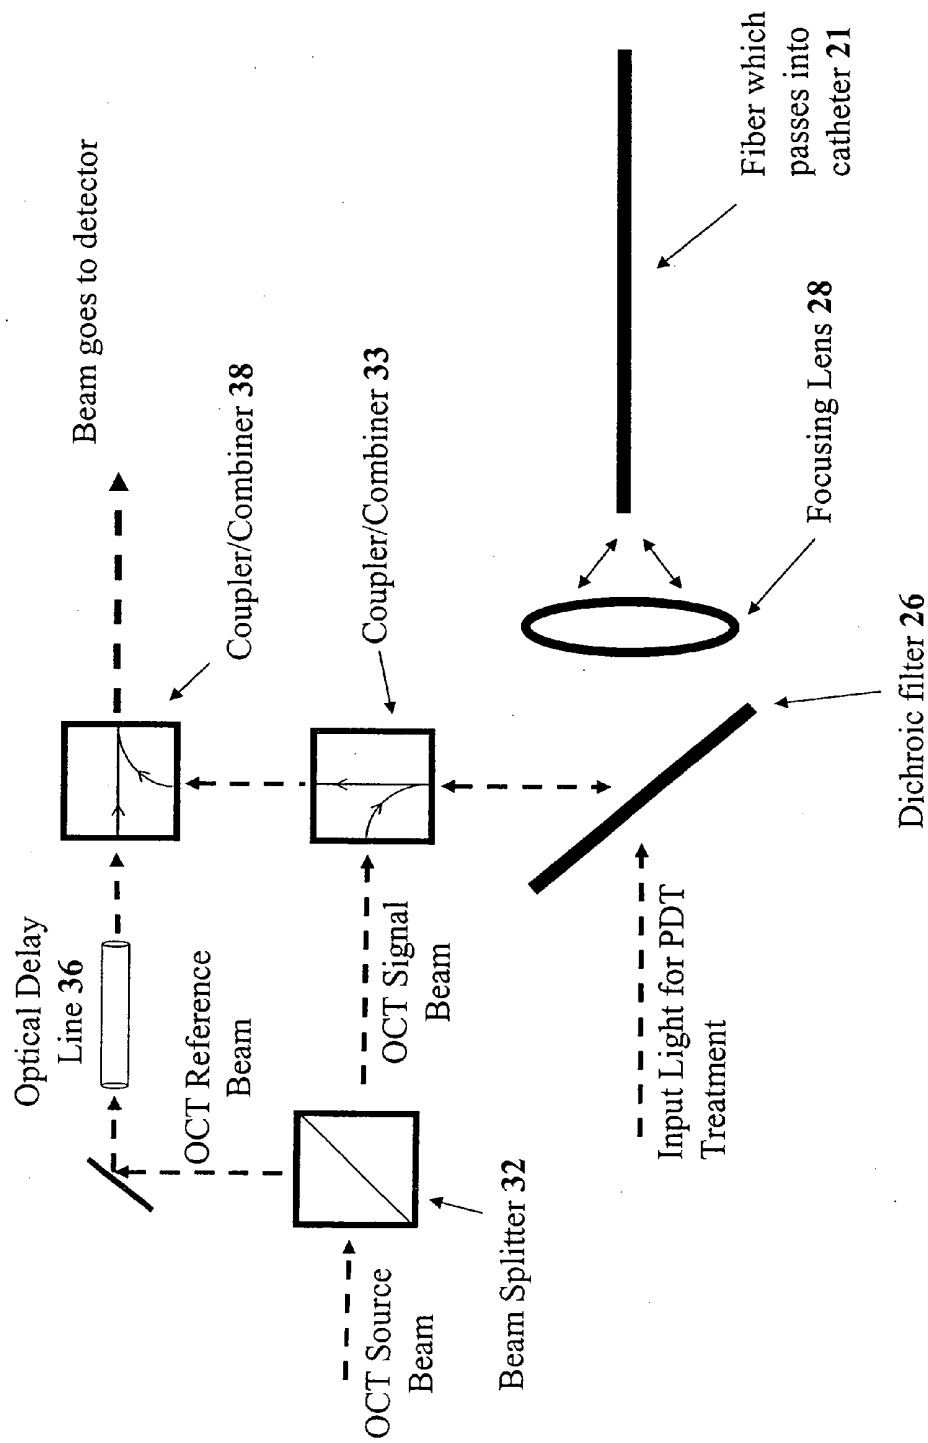 Beam goes to detector
Optical Delay
Line 36
Coupler/Combiner 38
OCT Reference
Beam
Coupler/Combiner 33
OCT Source
Beam
OCT Signal
Beam
Beam Splitter 32
Input Light for PDT
Treatment
Fiber which
passes into
catheter 21
Focusing Lens 28
Dichroic filter 26